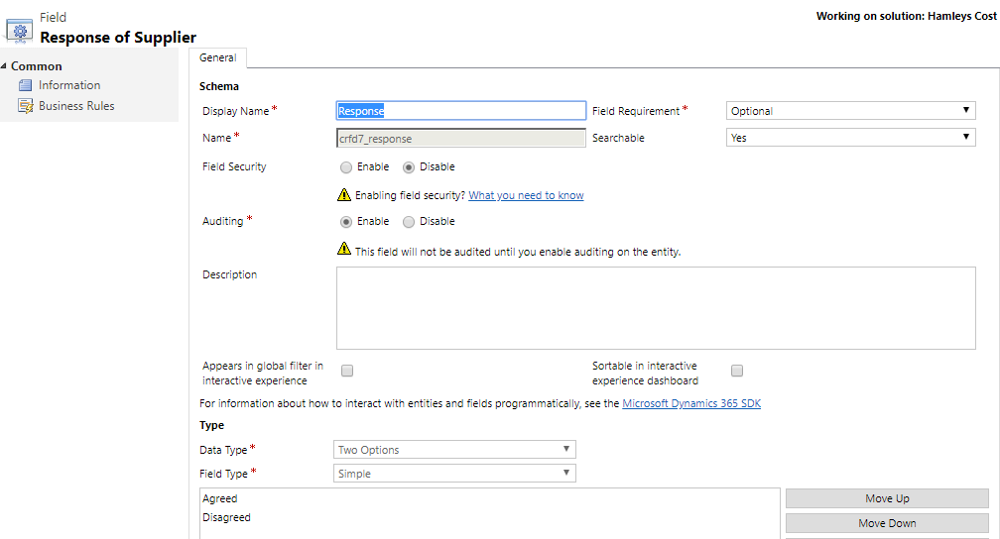 Field
Working on solution: Hamleys Cost
Response of Supplier
Common
Information
Business Rules
General
Schema
Display Name * Response Field Requirement * Optional
Name * crfd7_response Searchable Yes
Field Security Enable Disable
Enabling field security? What you need to know
Auditing * Enable Disable
This field will not be audited until you enable auditing on the entity.
Description
Appears in global filter in
interactive experience
Sortable in interactive
experience dashboard
For information about how to interact with entities and fields programmatically, see the Microsoft Dynamics 365 SDK
Type
Data Type * Two Options
Field Type * Simple
Agreed
Disagreed
Move Up
Move Down